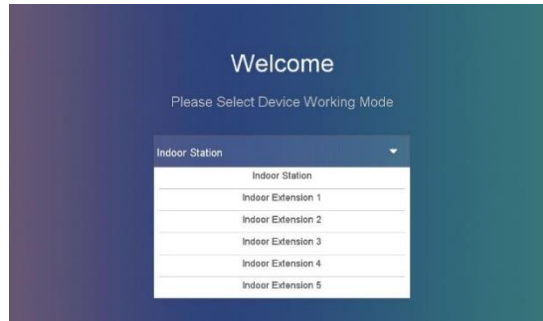 Welcome
Please Select Device Working Mode
Indoor Station
Indoor Station
Indoor Extension 1
Indoor Extension 2
Indoor Extension 3
Indoor Extension 4
Indoor Extension 5